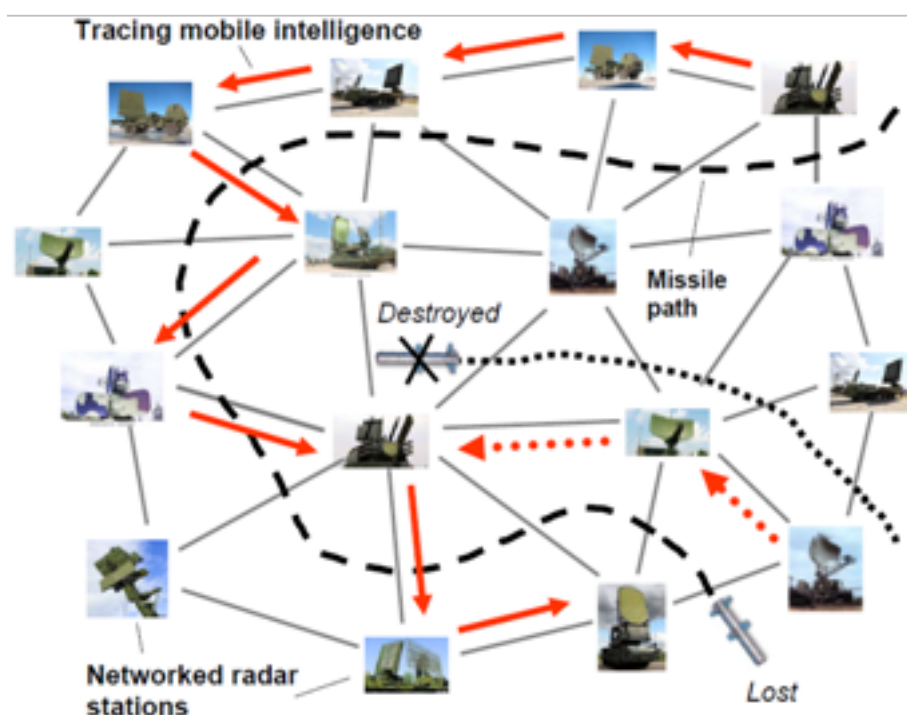 Tracing mobile intelligence
Missile
path
Destroyed
Networked radar
stations
Lost